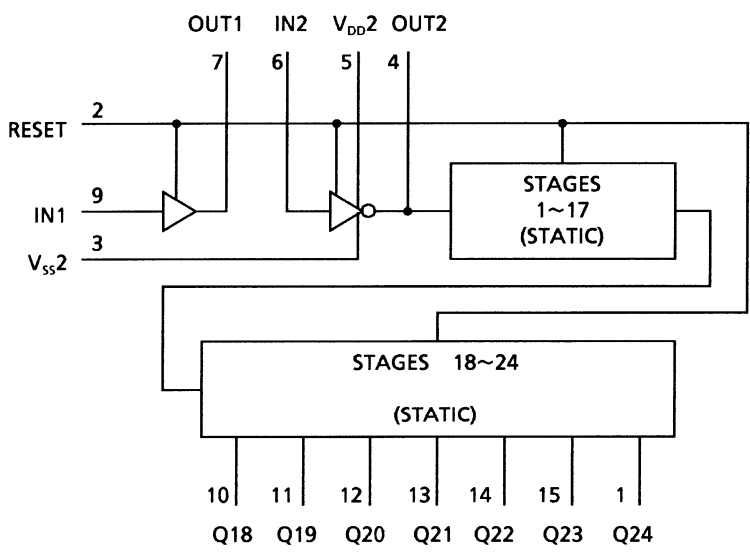 OUT1 IN2 VDD2 OUT2
7 6 5 4
2
RESET
9
IN1
3
VSS2
STAGES
1~17
(STATIC)
STAGES 18~24
(STATIC)
10 11 12 13 14 15 1
Q18 Q19 Q20 Q21 Q22 Q23 Q24